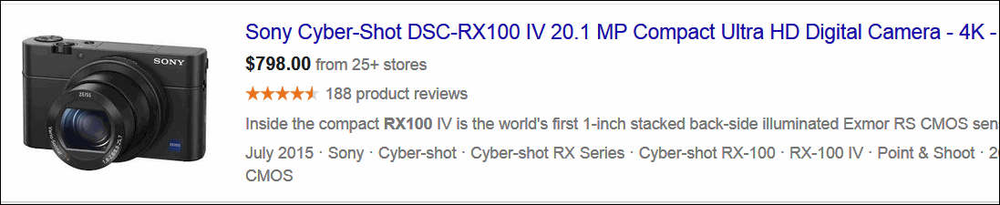 Sony Cyber-Shot DSC-RX100 IV 20.1 MP Compact Ultra HD Digital Camera - 4K -
$798.00 from 25+ stores
188 product reviews
Inside the compact RX100 IV is the world's first 1-inch stacked back-side illuminated Exmor RS CMOS sen
July 2015 · Sony · Cyber-shot · Cyber-shot RX Series · Cyber-shot RX-100 · RX-100 IV · Point & Shoot · 2
CMOS
SONY
ZEISS
ZEISS